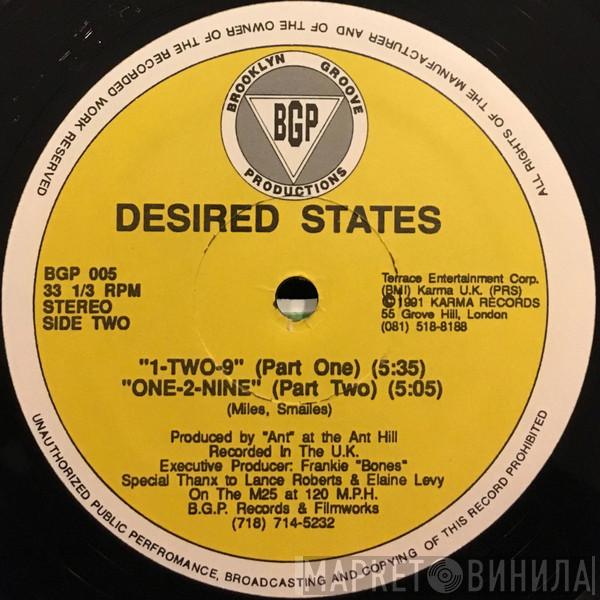 ALL RIGHTS OF THE MANUFACTURER AND OF THE OWNER OF THE RECORDED WORK RESERVED
BROOKLYN GROOVE
BGP
PRODUCTIONS
DESIRED STATES
BGP 005
33 1/3 RPM
STEREO
SIDE TWO
Terrace Entertainment Corp.
(BMI) Karma U.K. (PRS)
©1991 KARMA RECORDS
55 Grove Hill, London
(081) 518-8188
"1-TWO-9" (Part One) (5:35)
"ONE-2-NINE" (Part Two) (5:05)
(Miles, Smalles)
Produced by "Ant" at the Ant Hill
Recorded In The U.K.
Executive Producer: Frankie "Bones"
Special Thanx to Lance Roberts & Elaine Levy
On The M25 at 120 M.P.H.
B.G.P. Records & Filmworks
(718) 714-5232
UNAUTHORIZED PUBLIC PERFROMANCE, BROADCASTING AND COPYING OF THIS RECORD PROHIBITED
МАРКЕТ ВИНИЛА